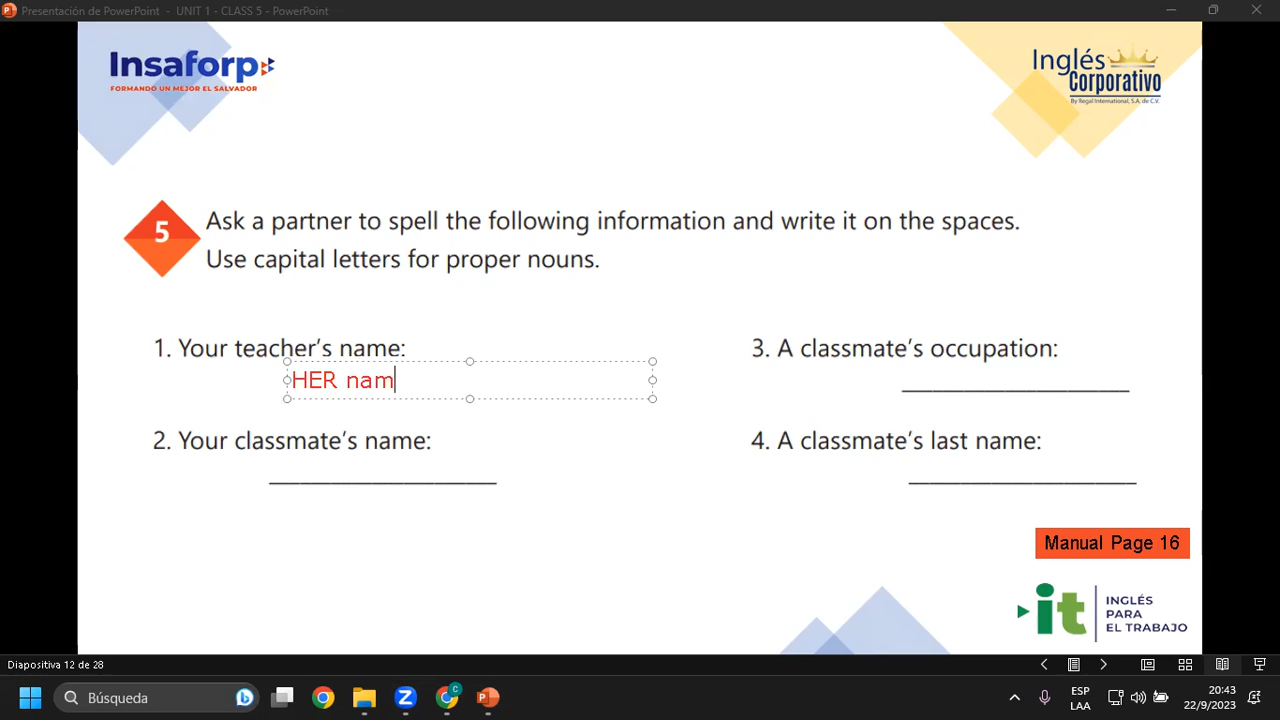 Presentación de PowerPoint - UNIT 1 - CLASS 5 - PowerPoint
Insaforp
FORMANDO UN MEJOR EL SALVADOR
Inglés
Corporativo
By Regal International, S.A. de C.V.
5
Ask a partner to spell the following information and write it on the spaces.
Use capital letters for proper nouns.
1. Your teacher's name:
HER nam
2. Your classmate's name:
3. A classmate's occupation:
4. A classmate's last name:
Manual Page 16
it
INGLÉS
PARA
EL TRABAJO
Diapositiva 12 de 28
Búsqueda
ESP
LAA
20:43
22/9/2023